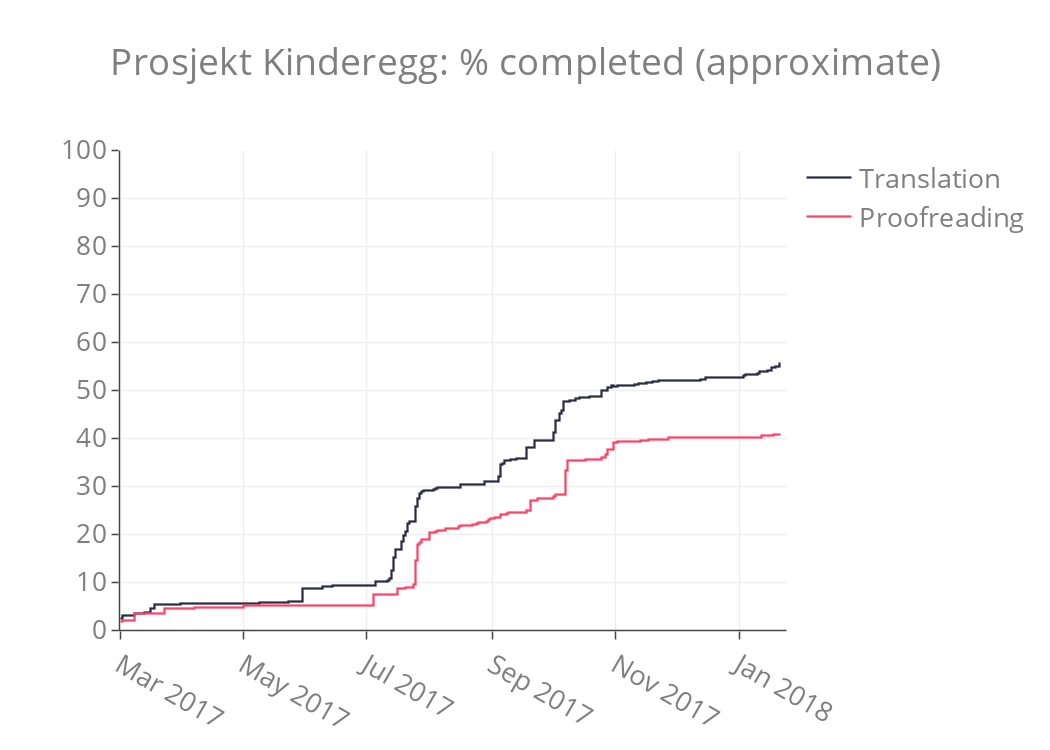 Prosjekt Kinderegg: % completed (approximate)
100
90
80
70
60
50
40
30
20
10
0
Mar 2017
May 2017
Jul 2017
Sep 2017
Nov 2017
Jan 2018
Translation
Proofreading